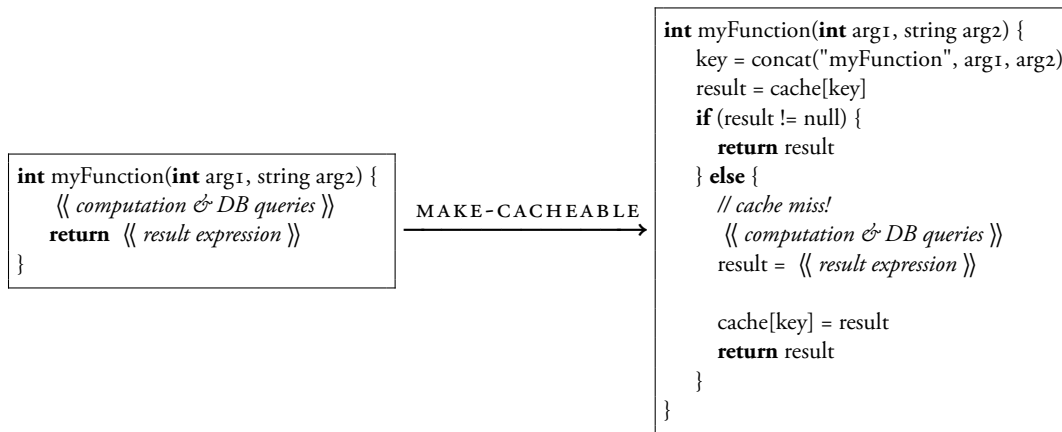 int myFunction(int arg1, string arg2) {
⟪ computation & DB queries ⟫
return ⟪ result expression ⟫
}
MAKE-CACHEABLE
int myFunction(int arg1, string arg2) {
key = concat("myFunction", arg1, arg2)
result = cache[key]
if (result != null) {
return result
} else {
// cache miss!
⟪ computation & DB queries ⟫
result = ⟪ result expression ⟫
cache[key] = result
return result
}
}